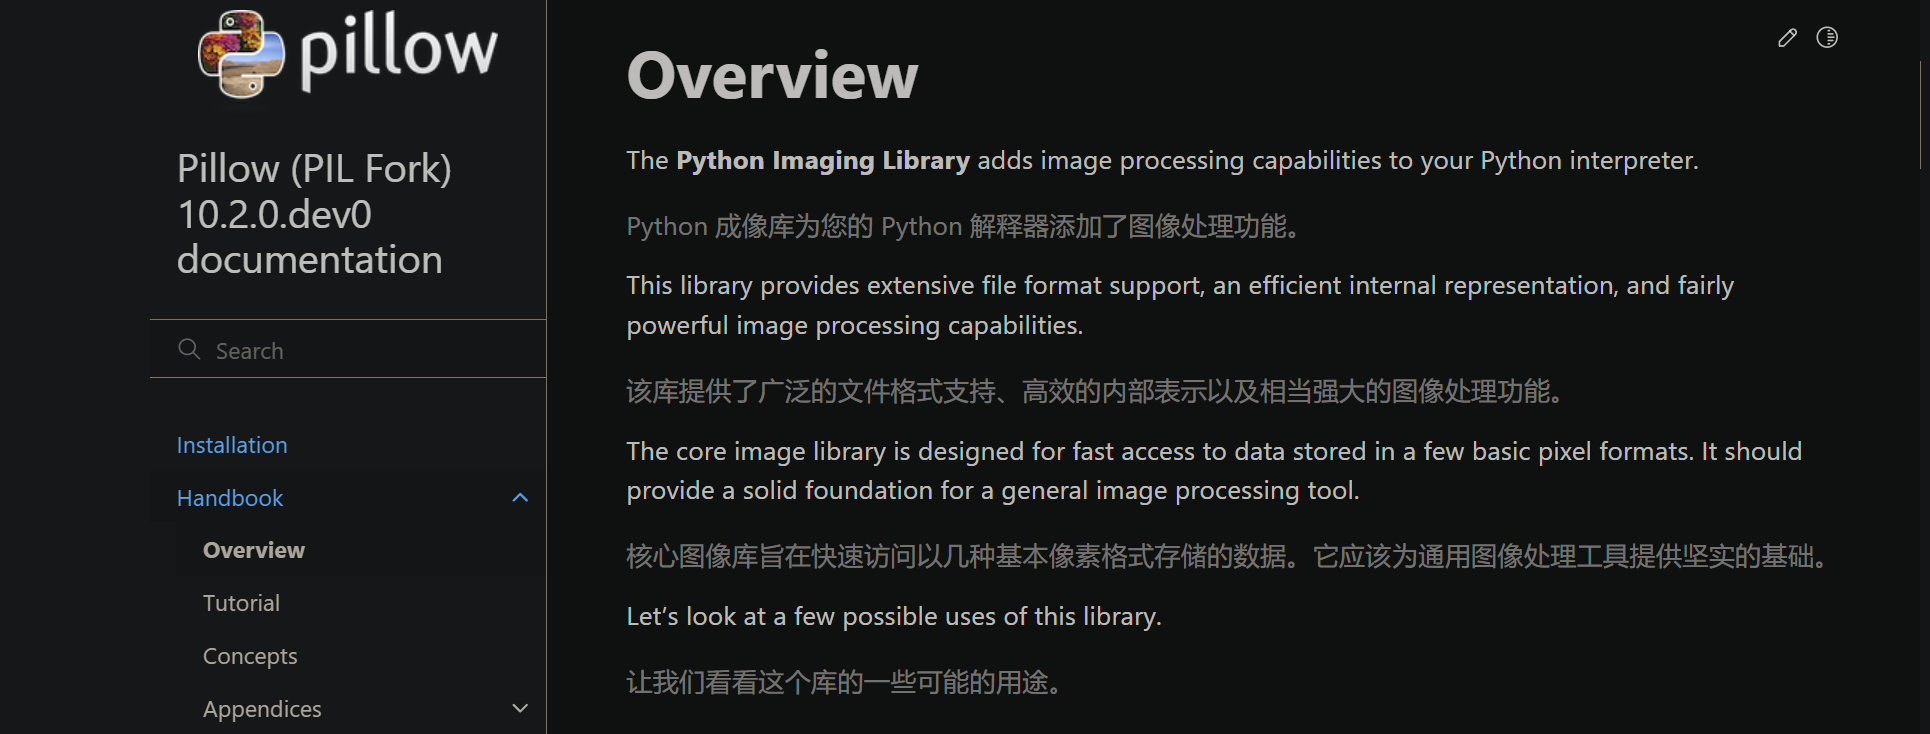 pillow
Pillow (PIL Fork)
10.2.0.dev0
documentation
Search
Installation
Handbook
Overview
Tutorial
Concepts
Appendices
Overview
The Python Imaging Library adds image processing capabilities to your Python interpreter.
Python 成像库为您的 Python 解释器添加了图像处理功能。
This library provides extensive file format support, an efficient internal representation, and fairly
powerful image processing capabilities.
该库提供了广泛的文件格式支持、高效的内部表示以及相当强大的图像处理功能。
The core image library is designed for fast access to data stored in a few basic pixel formats. It should
provide a solid foundation for a general image processing tool.
核心图像库旨在快速访问以几种基本像素格式存储的数据。它应该为通用图像处理工具提供坚实的基础。
Let’s look at a few possible uses of this library.
让我们看看这个库的一些可能的用途。